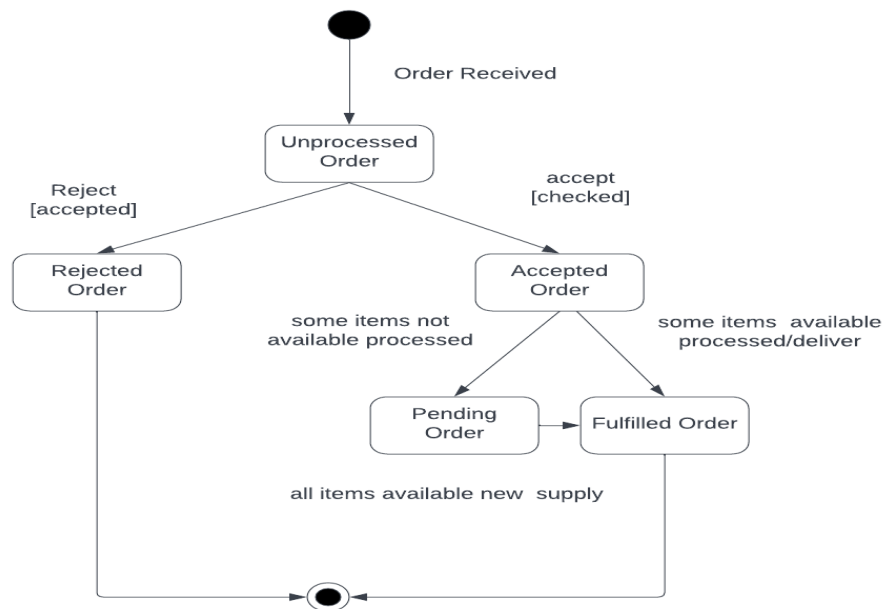 Order Received
Unprocessed
Order
Reject
[accepted]
accept
[checked]
Rejected
Order
Accepted
Order
some items not
available processed
some items  available
processed/deliver
Pending
Order
Fulfilled Order
all items available new  supply